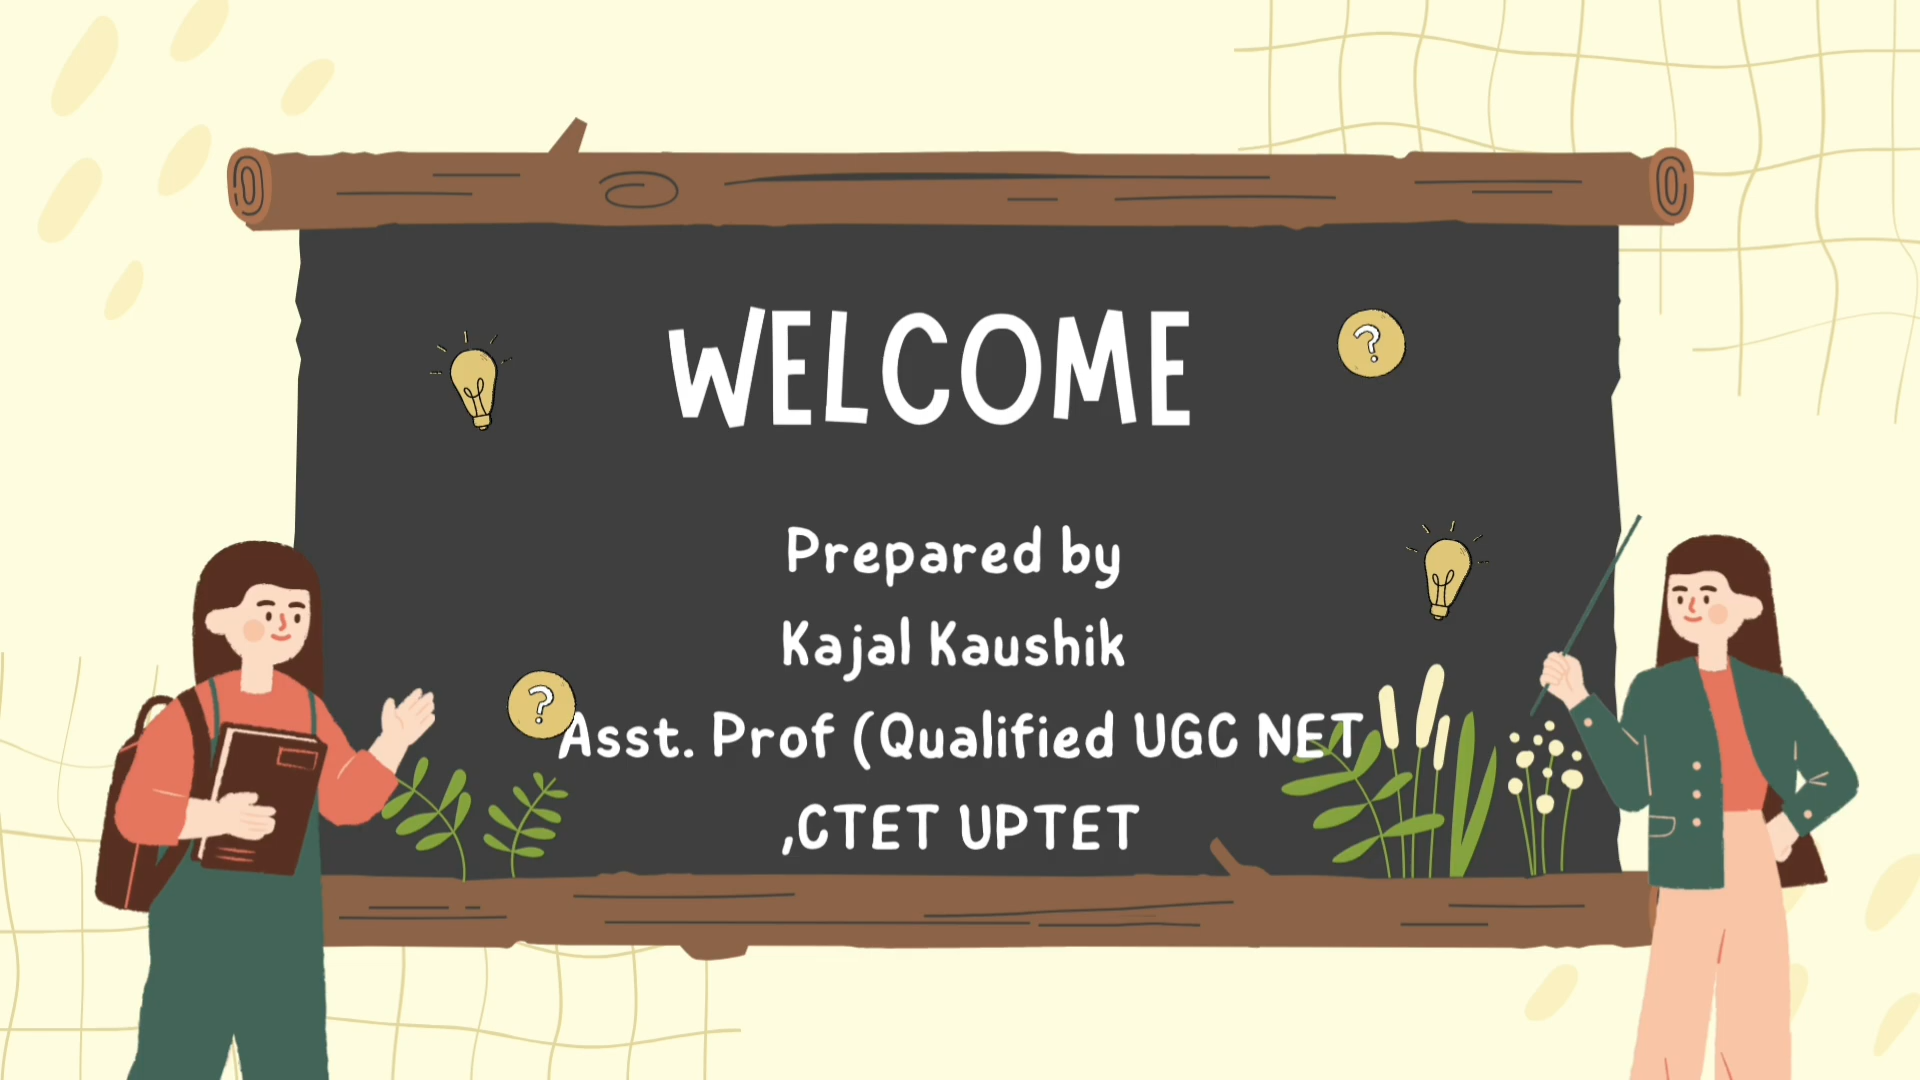 WELCOME
Prepared by
Kajal Kaushik
Asst. Prof (Qualified UGC NET
,CTET UPTET
?
?